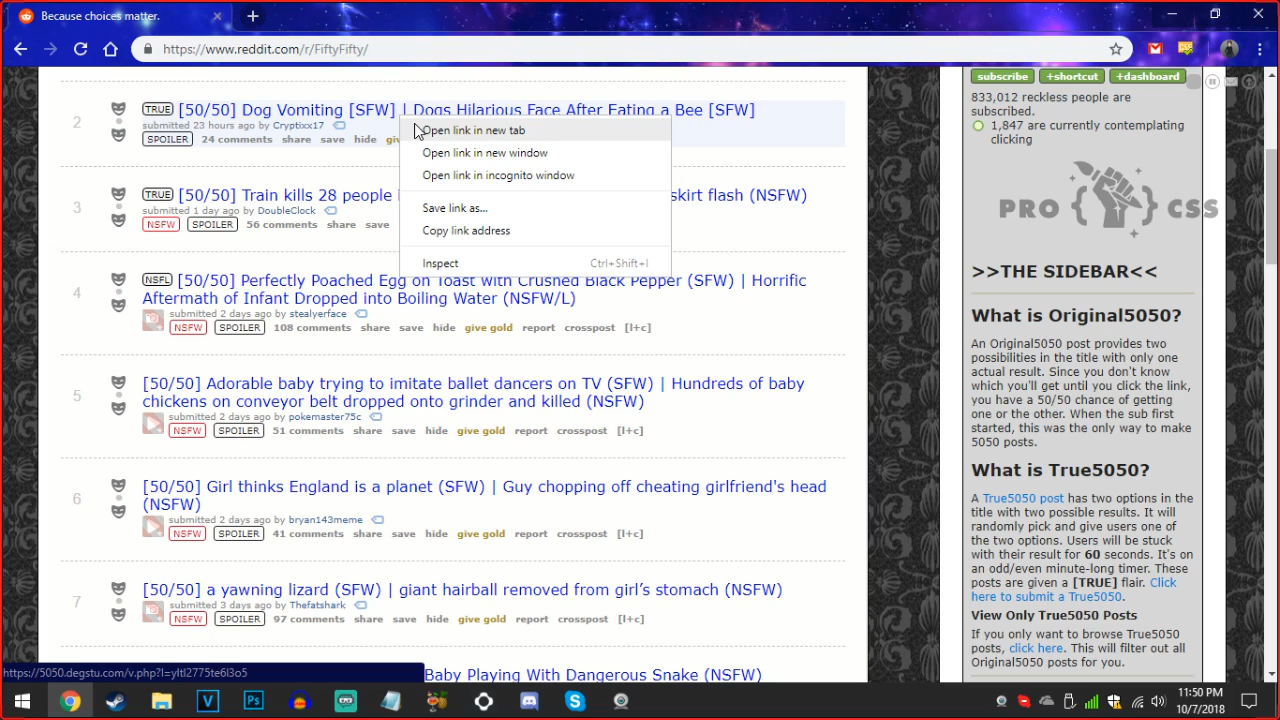 Because choices matter.
https://www.reddit.com/r/FiftyFifty/
2
TRUE [50/50] Dog Vomiting [SFW] | Dogs Hilarious Face After Eating a Bee [SFW]
submitted 23 hours ago by Cryptixx17
SPOILER 24 comments share save hide
Open link in new tab
Open link in new window
Open link in incognito window
Save link as...
Copy link address
Inspect Ctrl+Shift+I
3
TRUE [50/50] Train kills 28 people skirt flash (NSFW)
submitted 1 day ago by DoubleClock
NSFW SPOILER 56 comments share save
4
NSFL [50/50] Perfectly Poached Egg on Toast with Crushed Black Pepper (SFW) | Horrific
Aftermath of Infant Dropped into Boiling Water (NSFW/L)
submitted 2 days ago by stealyerface
NSFW SPOILER 108 comments share save hide give gold report crosspost [l+c]
5
[50/50] Adorable baby trying to imitate ballet dancers on TV (SFW) | Hundreds of baby
chickens on conveyor belt dropped onto grinder and killed (NSFW)
submitted 2 days ago by pokemaster75c
NSFW SPOILER 51 comments share save hide give gold report crosspost [l+c]
6
[50/50] Girl thinks England is a planet (SFW) | Guy chopping off cheating girlfriend's head
(NSFW)
submitted 2 days ago by bryan143meme
NSFW SPOILER 41 comments share save hide give gold report crosspost [l+c]
7
[50/50] a yawning lizard (SFW) | giant hairball removed from girl's stomach (NSFW)
submitted 3 days ago by Thefatshark
NSFW SPOILER 97 comments share save hide give gold report crosspost [l+c]
Baby Playing With Dangerous Snake (NSFW)
https://5050.degstu.com/v.php?l=yltl2775te6l3o5
subscribe +shortcut +dashboard
833,012 reckless people are
subscribed.
1,847 are currently contemplating
clicking
PRO { } CSS
>>THE SIDEBAR<<
What is Original5050?
An Original5050 post provides two
possibilities in the title with only one
actual result. Since you don't know
which you'll get until you click the link,
you have a 50/50 chance of getting
one or the other. When the sub first
started, this was the only way to make
5050 posts.
What is True5050?
A True5050 post has two options in the
title with two possible results. It will
randomly pick and give users one of
the two options. Users will be stuck
with their result for 60 seconds. It's on
an odd/even minute-long timer. These
posts are given a [TRUE] flair. Click
here to submit a True5050.
View Only True5050 Posts
If you only want to browse True5050
posts, click here. This will filter out all
Original5050 posts for you.
V Ps
11:50 PM
10/7/2018